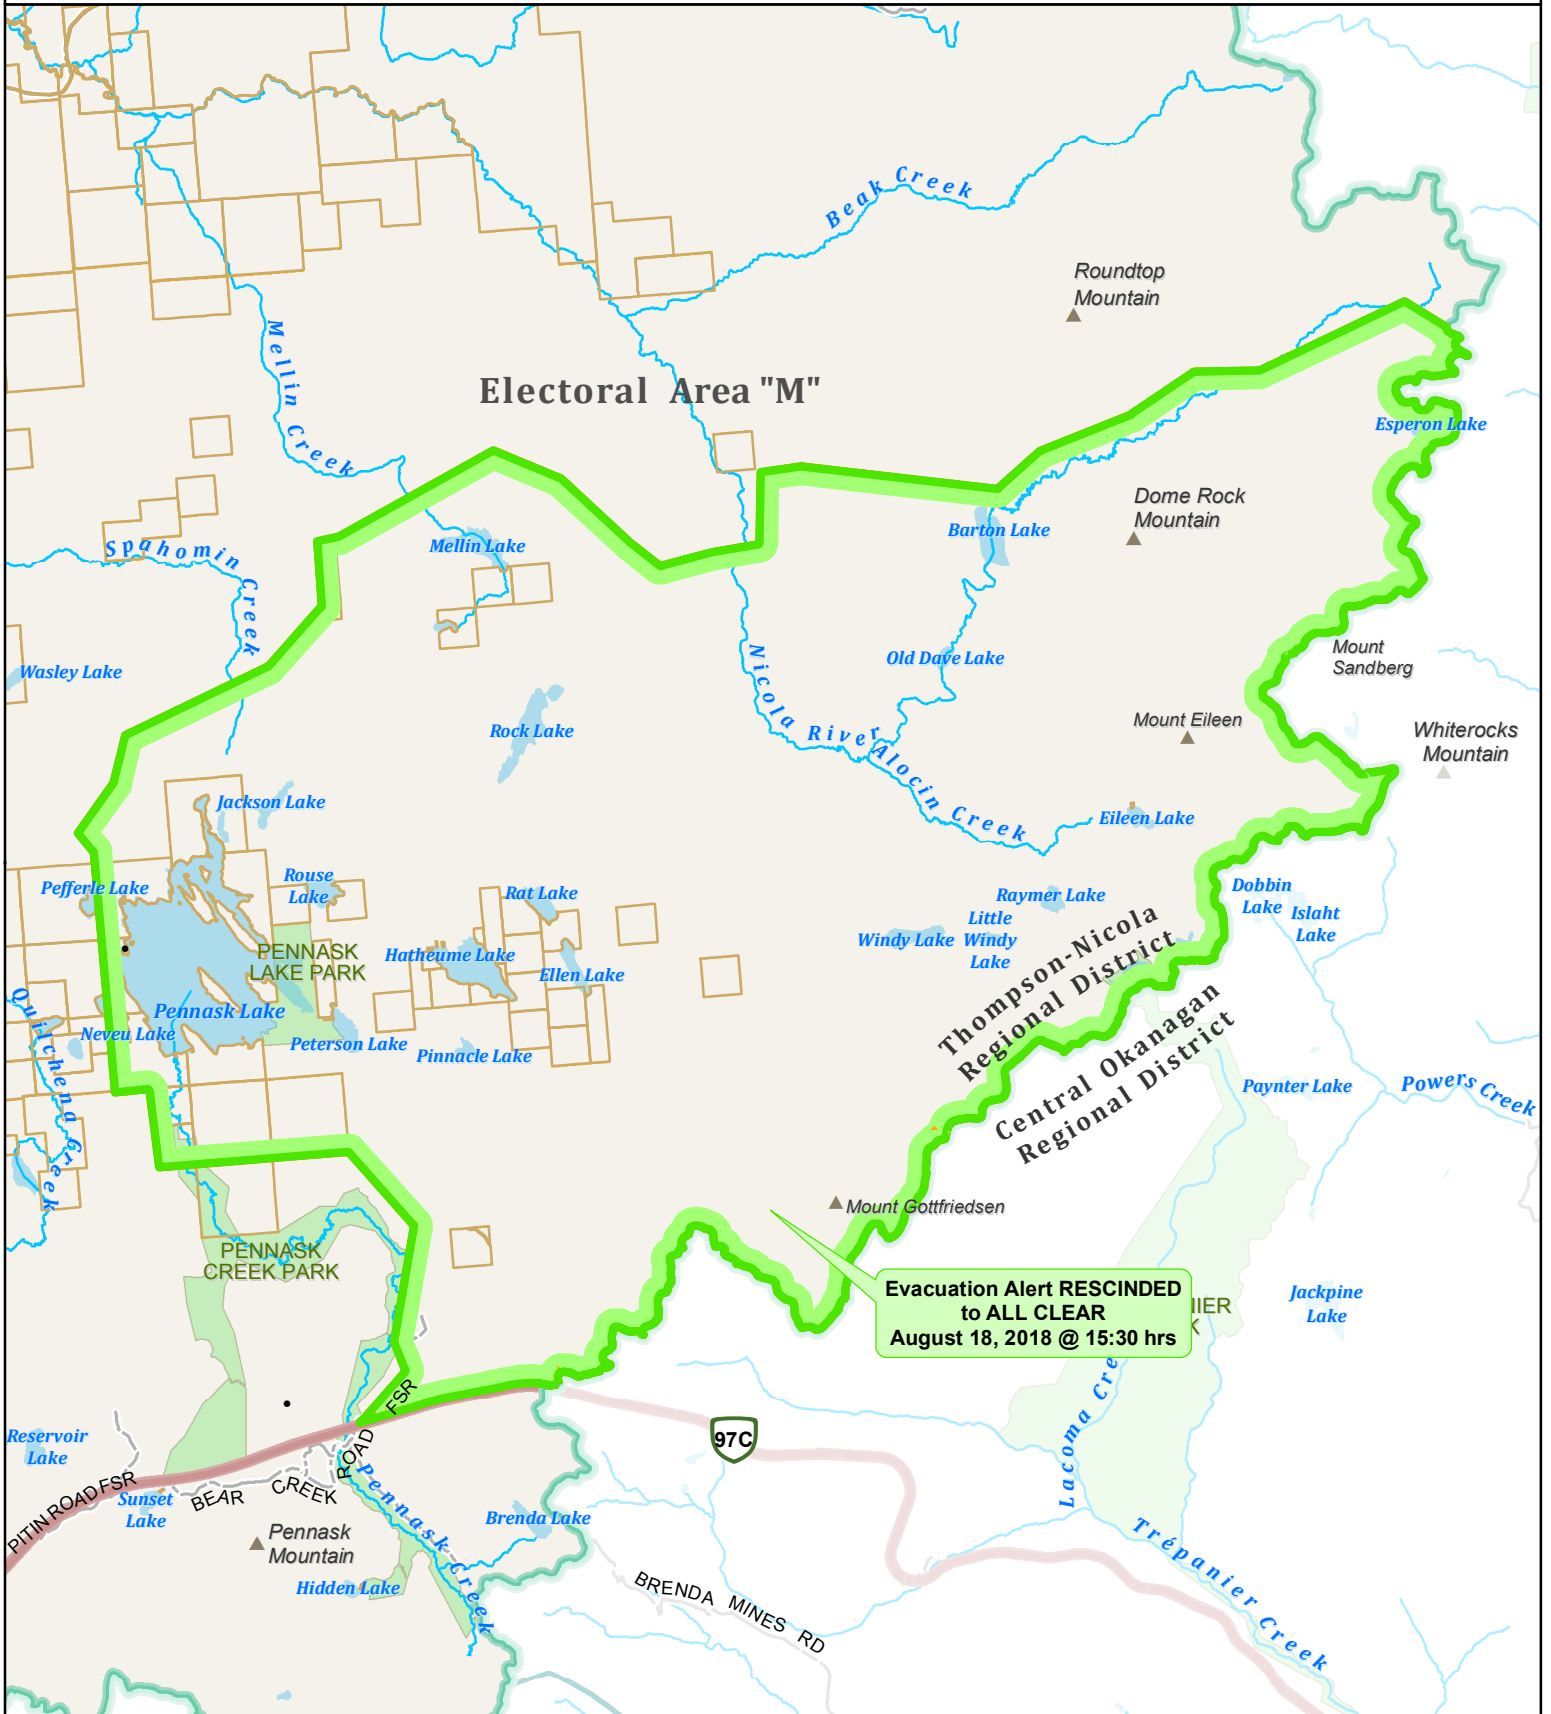 Beak Creek
Roundtop
Mountain
Mellin Creek
Electoral Area "M"
Esperon Lake
Dome Rock
Mountain
Barton Lake
Mellin Lake
Spahomin Creek
Wasley Lake
Old Dave Lake
Mount
Sandberg
Nicola River
Mount Eileen
Whiterocks
Mountain
Rock Lake
Alocin Creek
Jackson Lake
Eileen Lake
Pefferle Lake
Rouse
Lake
Rat Lake
Raymer Lake
Dobbin
Lake
Islaht
Lake
Little
Windy
Lake
Windy Lake
PENNASK
LAKE PARK
Hatheume Lake
Ellen Lake
Thompson-Nicola
Regional District
Central Okanagan
Regional District
Quilchena Creek
Pennask Lake
Neveu Lake
Peterson Lake
Pinnacle Lake
Paynter Lake
Powers Creek
Mount Gottfriedsen
PENNASK
CREEK PARK
Evacuation Alert RESCINDED
to ALL CLEAR
August 18, 2018 @ 15:30 hrs
NIER
K
Jackpine
Lake
Lacoma Cre
FSR
ROAD
97C
Reservoir
Lake
PITIN ROAD FSR
Sunset
Lake
BEAR CREEK
Pennask Creek
Brenda Lake
Pennask
Mountain
Hidden Lake
BRENDA MINES RD
Trépanier Creek